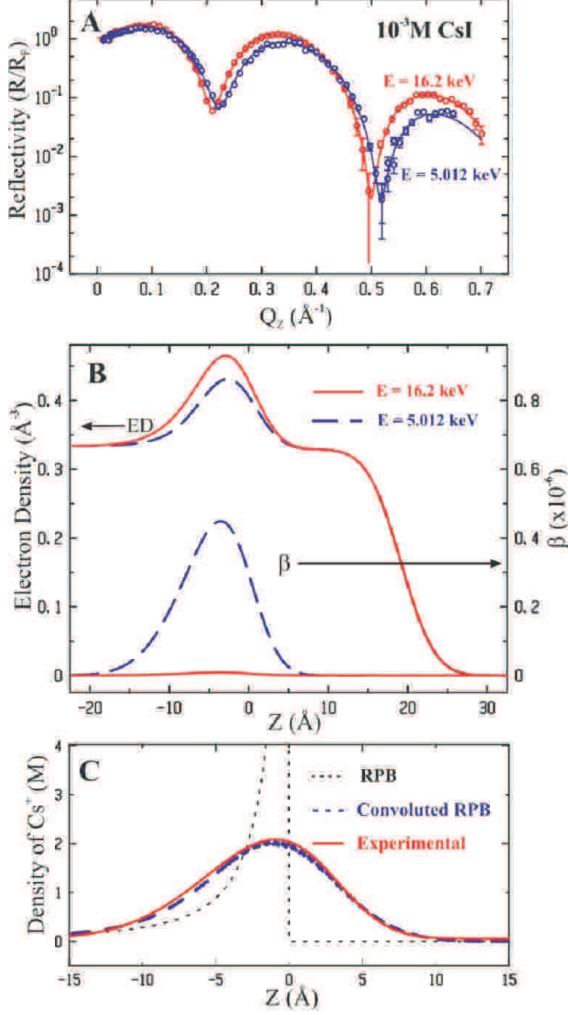 A
10⁻³M CsI
E = 16.2 keV
E = 5.012 keV
Reflectivity (R/R_F)
10⁰
10⁻¹
10⁻²
10⁻³
10⁻⁴
0 0.1 0.2 0.3 0.4 0.5 0.6 0.7
Q_Z (Å⁻¹)
B
E = 16.2 keV
E = 5.012 keV
ED
β
Electron Density (Å⁻³)
0.4
0.3
0.2
0.1
0
β (x10⁻⁶)
0.8
0.6
0.4
0.2
0
-20 -10 0 10 20 30
Z (Å)
C
RPB
Convoluted RPB
Experimental
Density of Cs⁺ (M)
4
3
2
1
0
-15 -10 -5 0 5 10 15
Z (Å)